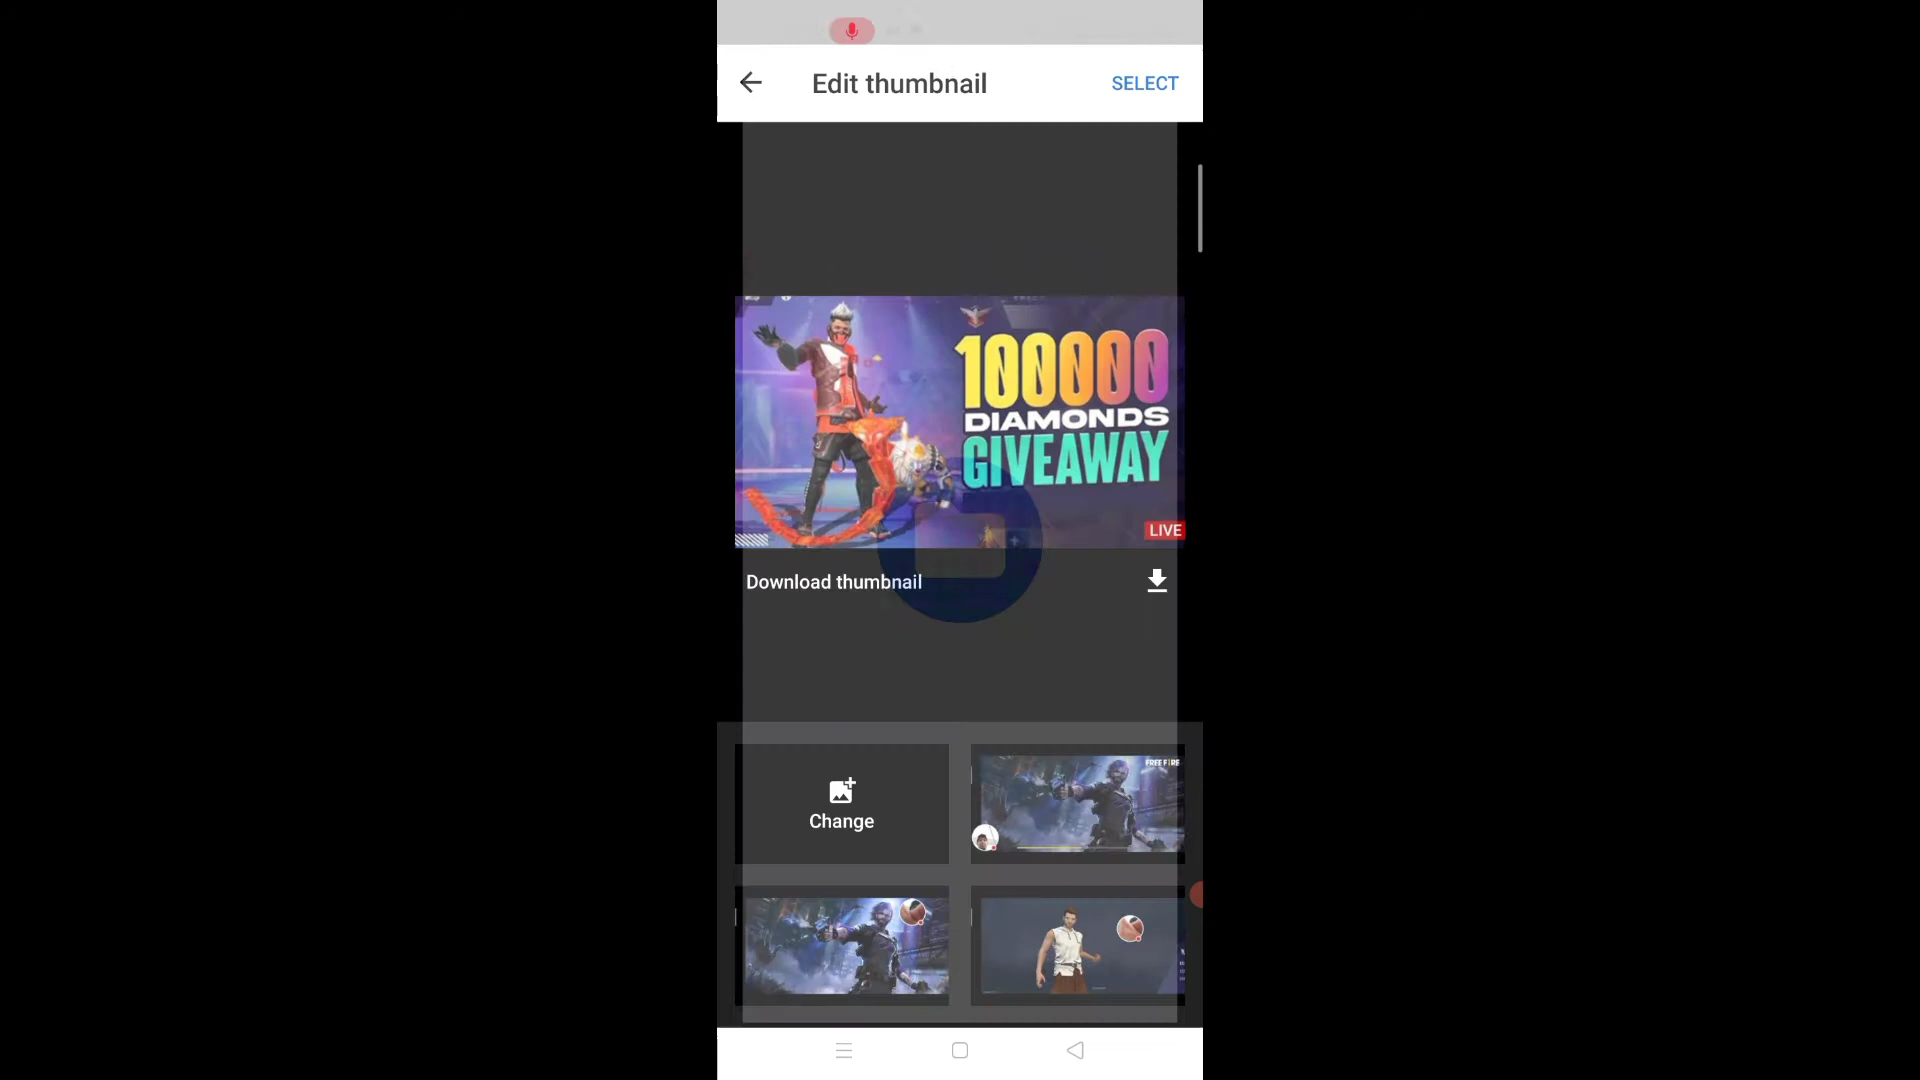 Edit thumbnail
SELECT
100000
DIAMONDS
GIVEAWAY
LIVE
Download thumbnail
Change
FREE FIRE